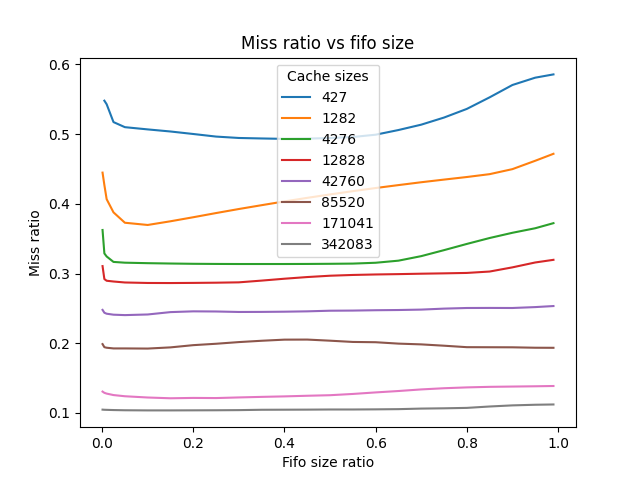 Miss ratio vs fifo size
Cache sizes
427
1282
4276
12828
42760
85520
171041
342083
0.6
0.5
0.4
0.3
0.2
0.1
Miss ratio
0.0 0.2 0.4 0.6 0.8 1.0
Fifo size ratio